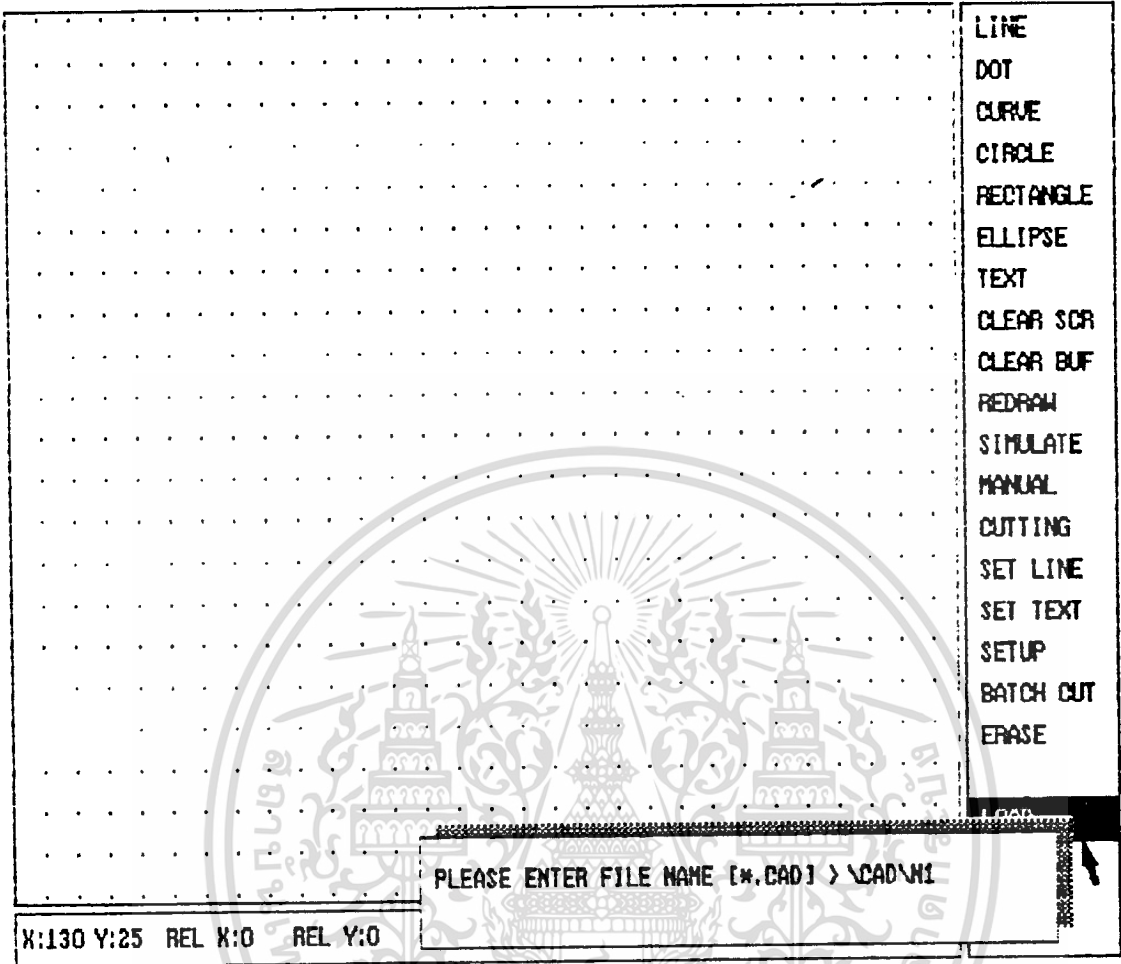 LINE
DOT
CURVE
CIRCLE
RECTANGLE
ELLIPSE
TEXT
CLEAR SCR
CLEAR BUF
REDRAW
SIMULATE
MANUAL
CUTTING
SET LINE
SET TEXT
SETUP
BATCH CUT
ERASE
LOAD
PLEASE ENTER FILE NAME [*.CAD] > \CAD\N1
X:130 Y:25 REL X:0 REL Y:0